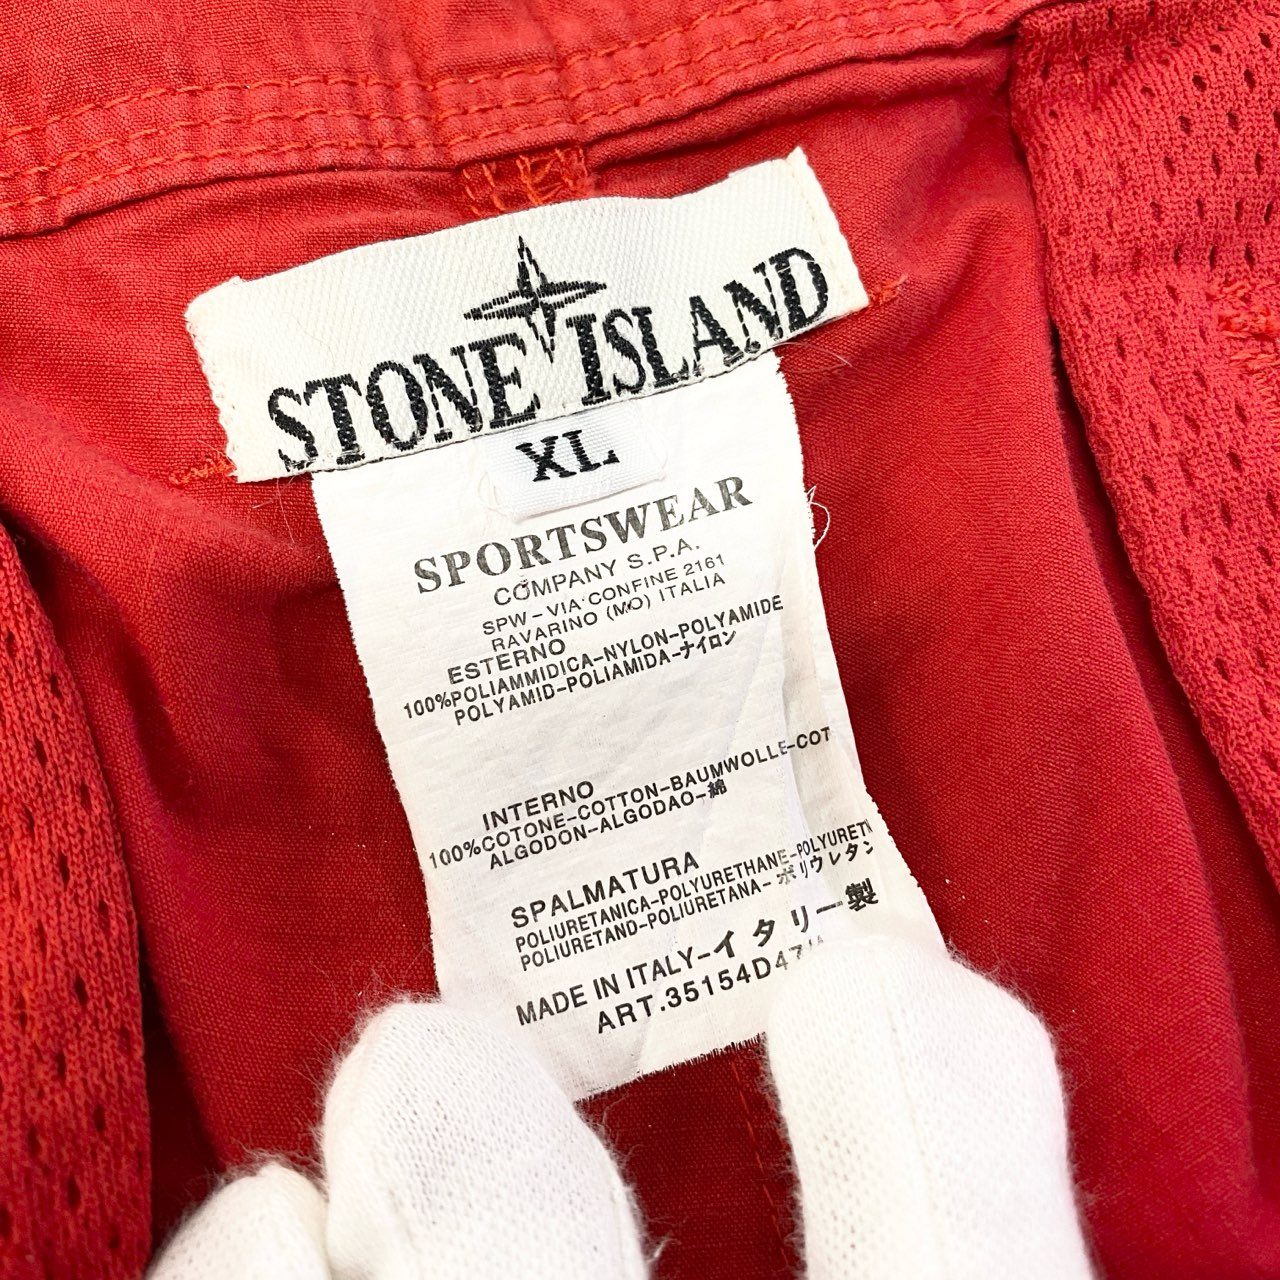 STONE ISLAND
XL
SPORTSWEAR
COMPANY S.P.A.
SPW-VIA CONFINE 2161
RAVARINO (MO) ITALIA
ESTERNO
100%POLIAMMIDICA-NYLON-POLYAMIDE
POLYAMID-POLIAMIDA-ナイロン
INTERNO
100%COTONE-COTTON-BAUMWOLLE-COT
ALGODON-ALGODAO-綿
SPALMATURA
POLIURETANICA-POLYURETHANE-POLYURETH
POLIURETAND-POLIURETANA-ポリウレタン
MADE IN ITALY-イタリー製
ART.35154D47